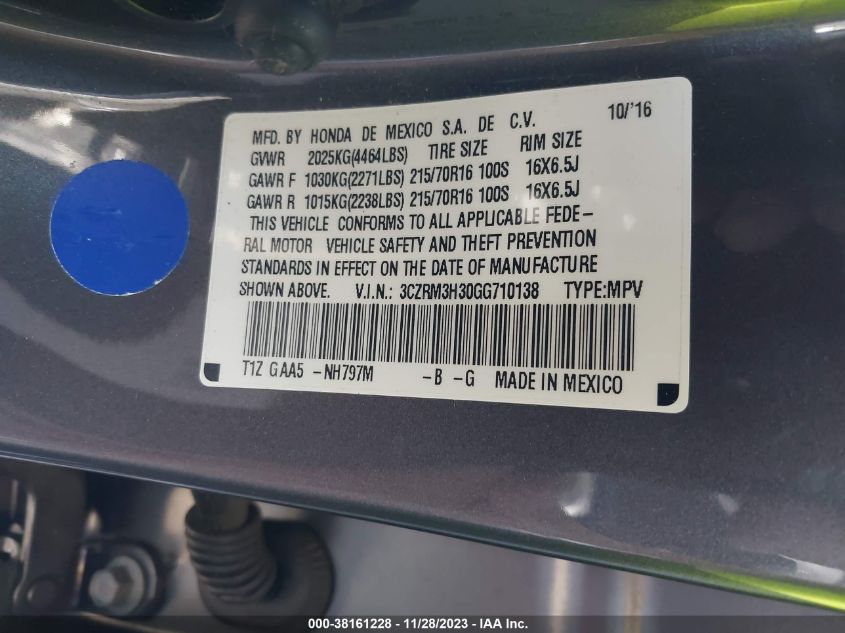 10/'16
MFD. BY HONDA DE MEXICO S.A. DE C.V.
GVWR 2025KG(4464LBS) TIRE SIZE RIM SIZE
GAWR F 1030KG(2271LBS) 215/70R16 100S 16X6.5J
GAWR R 1015KG(2238LBS) 215/70R16 100S 16X6.5J
THIS VEHICLE CONFORMS TO ALL APPLICABLE FEDE-
RAL MOTOR VEHICLE SAFETY AND THEFT PREVENTION
STANDARDS IN EFFECT ON THE DATE OF MANUFACTURE
SHOWN ABOVE. V.I.N.: 3CZRM3H30GG710138 TYPE:MPV
T1Z GAA5 -NH797M -B -G MADE IN MEXICO
000-38161228 - 11/28/2023 - IAA Inc.